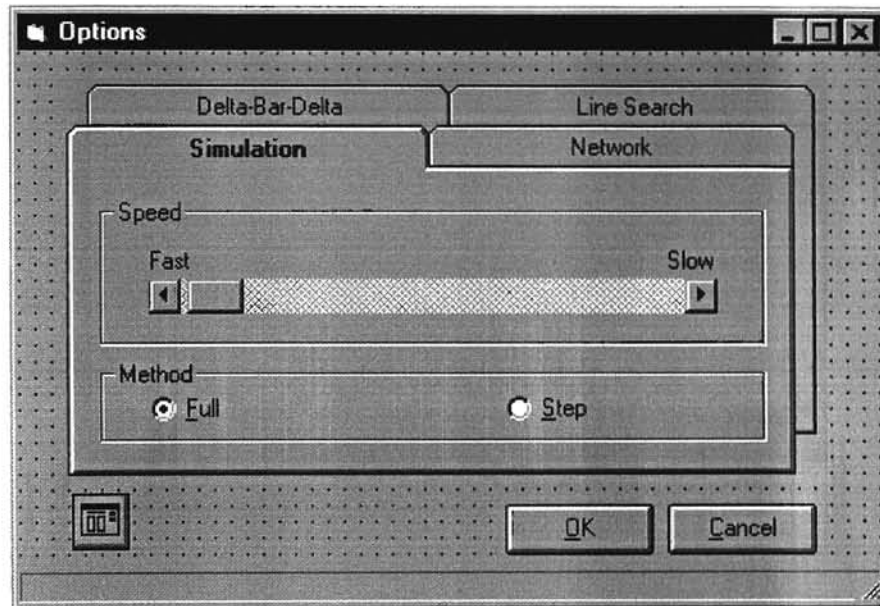 Options
Delta-Bar-Delta Line Search
Simulation Network
Speed
Fast Slow
Method
Full Step
OK Cancel